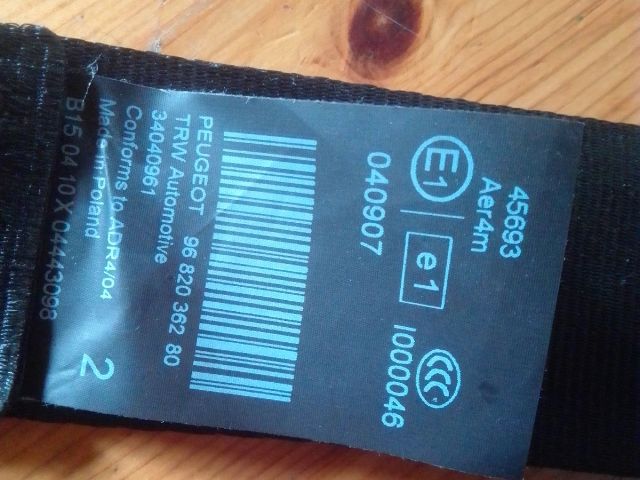 45693
Aer4m
E1 e1 CCC
040907 I000046
PEUGEOT 96 820 362 80
TRW Automotive
34040961
Conforms to ADR4/04
Made in Poland 2
B15 04 10X 04443098